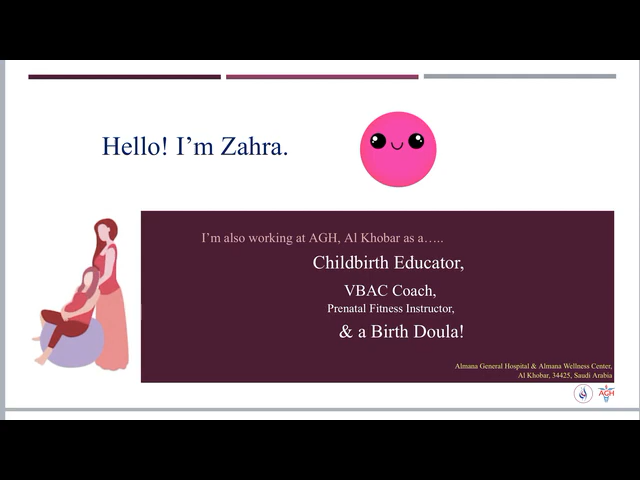 Hello! I’m Zahra.
I’m also working at AGH, Al Khobar as a…..
Childbirth Educator,
VBAC Coach,
Prenatal Fitness Instructor,
& a Birth Doula!
Almana General Hospital & Almana Wellness Center,
Al Khobar, 34425, Saudi Arabia
AGH